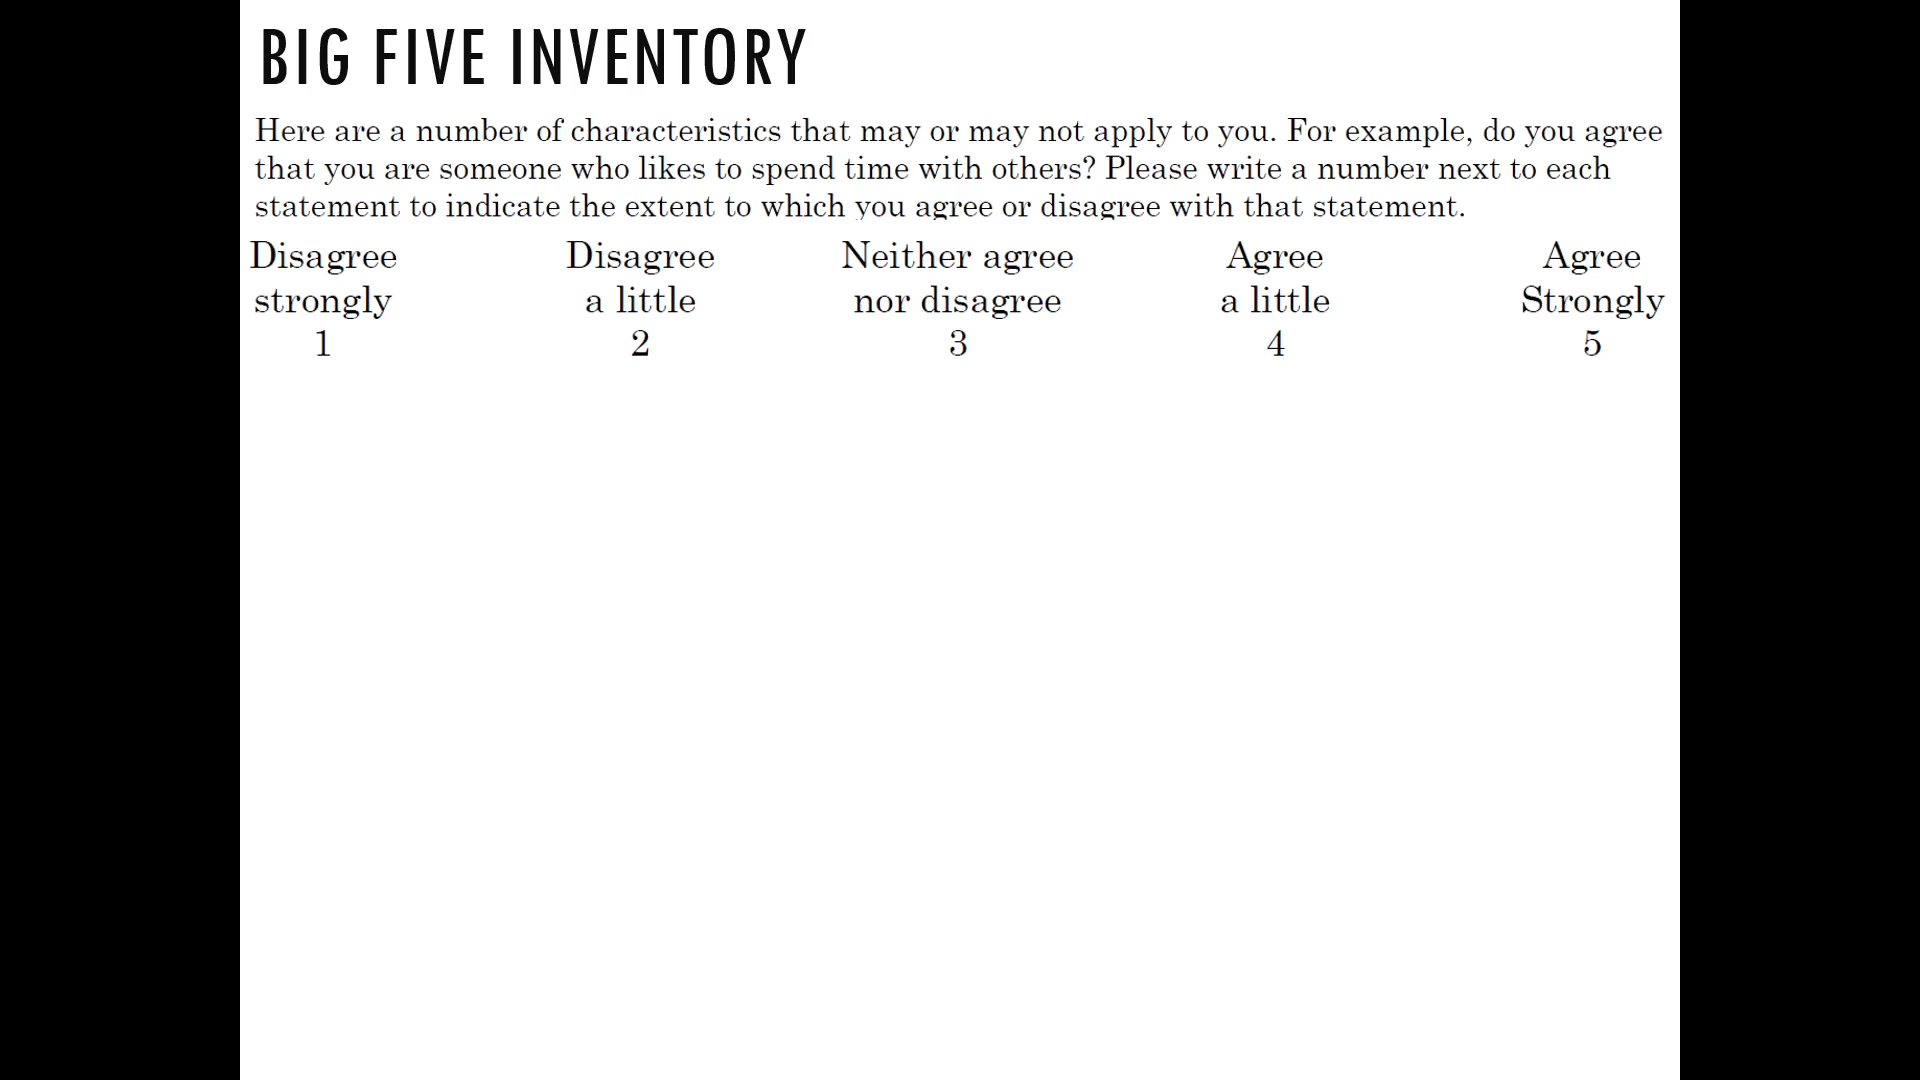 BIG FIVE INVENTORY
Here are a number of characteristics that may or may not apply to you. For example, do you agree
that you are someone who likes to spend time with others? Please write a number next to each
statement to indicate the extent to which you agree or disagree with that statement.
Disagree Disagree Neither agree Agree Agree
strongly a little nor disagree a little Strongly
1 2 3 4 5